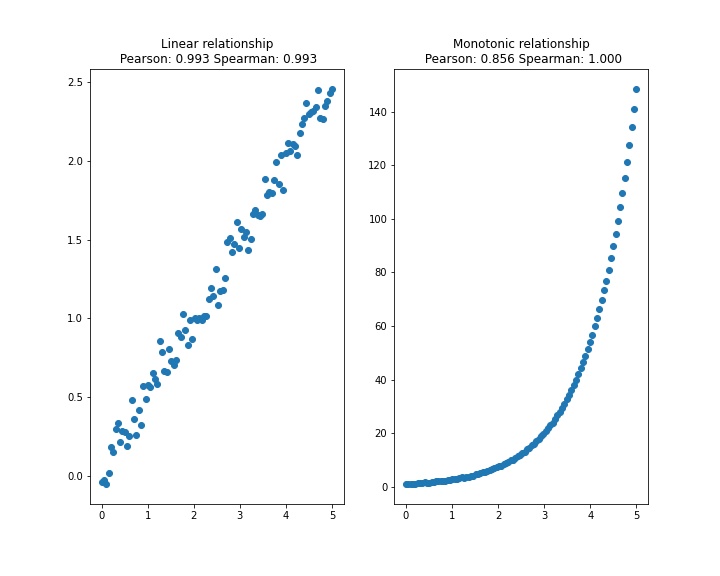 Linear relationship
Pearson: 0.993 Spearman: 0.993
2.5
2.0
1.5
1.0
0.5
0.0
0 1 2 3 4 5
Monotonic relationship
Pearson: 0.856 Spearman: 1.000
140
120
100
80
60
40
20
0
0 1 2 3 4 5